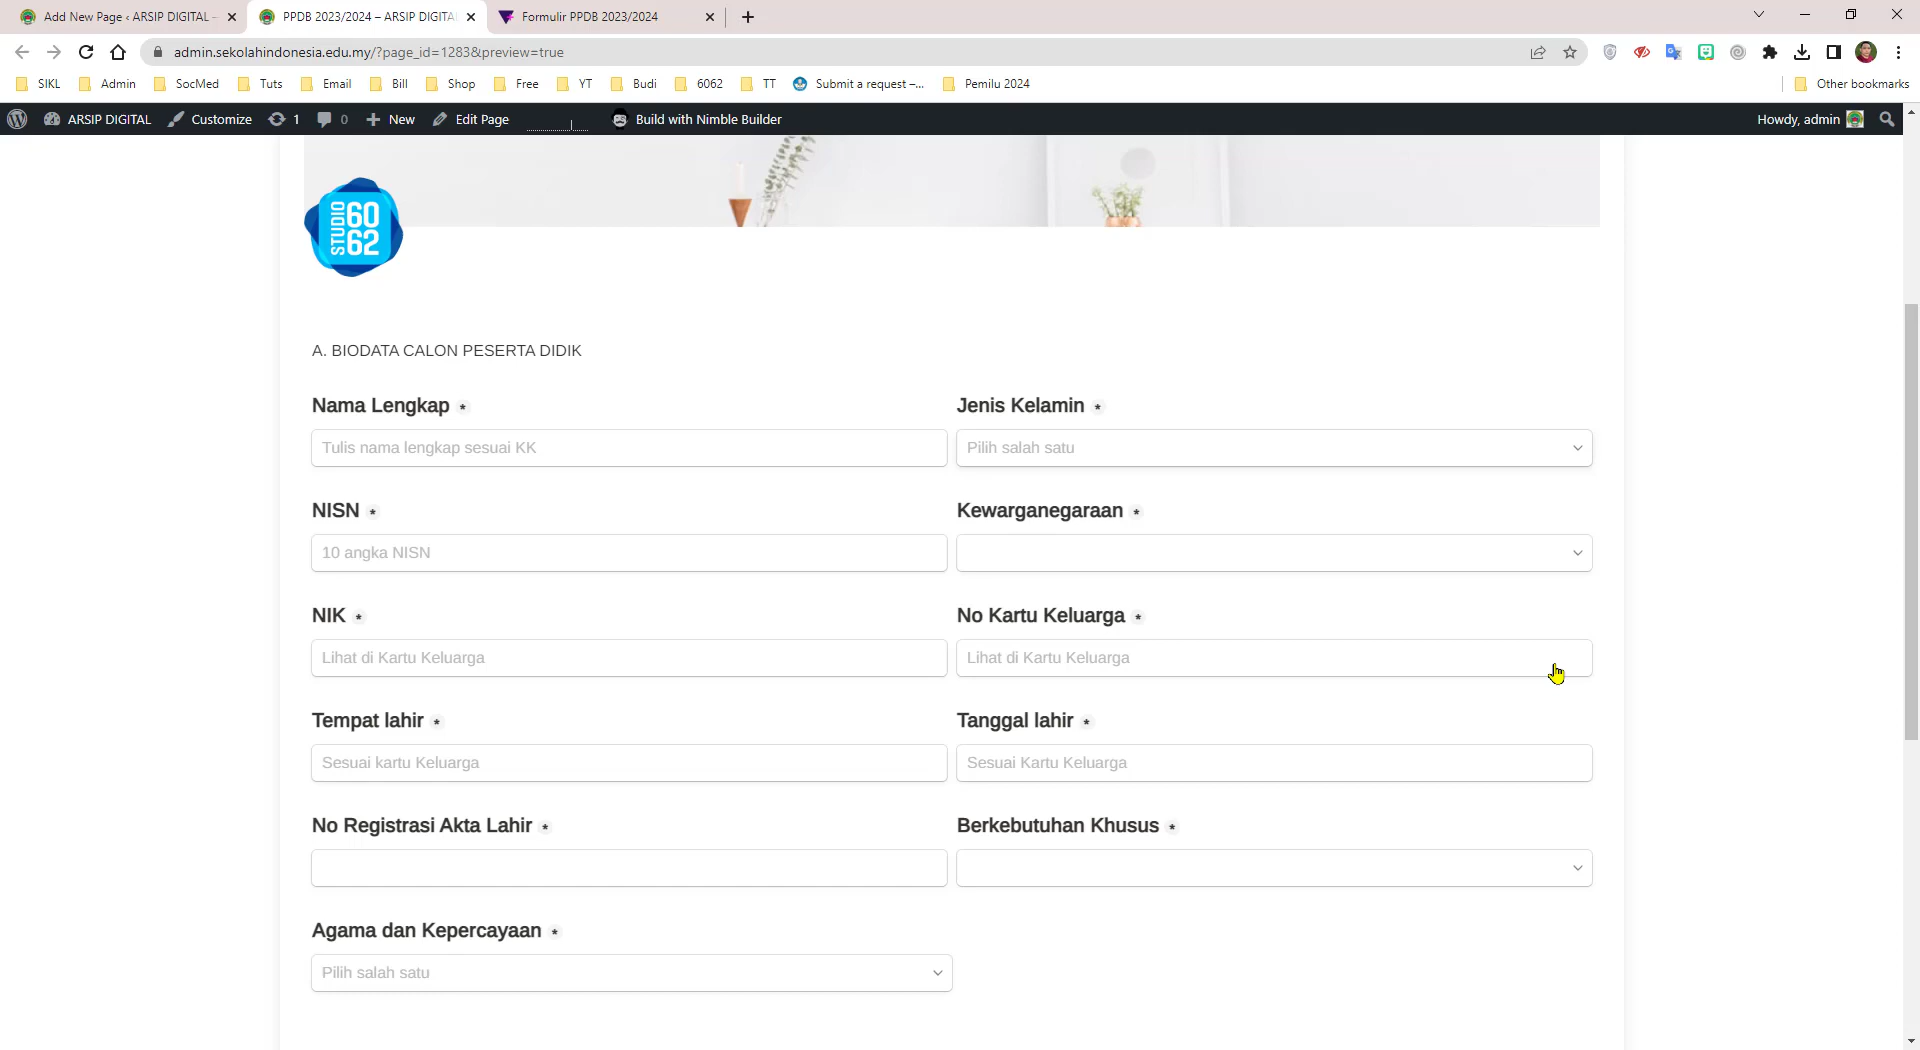 Add New Page ‹ ARSIP DIGITAL -
PPDB 2023/2024 – ARSIP DIGITA
Formulir PPDB 2023/2024
admin.sekolahindonesia.edu.my/?page_id=1283&preview=true
SIKL Admin SocMed Tuts Email Bill Shop Free YT Budi 6062 TT Submit a request –... Pemilu 2024 Other bookmarks
ARSIP DIGITAL Customize 1 0 New Edit Page Build with Nimble Builder Howdy, admin
STUDIO 6062
A. BIODATA CALON PESERTA DIDIK
Nama Lengkap * Jenis Kelamin *
Tulis nama lengkap sesuai KK Pilih salah satu
NISN * Kewarganegaraan *
10 angka NISN
NIK * No Kartu Keluarga *
Lihat di Kartu Keluarga Lihat di Kartu Keluarga
Tempat lahir * Tanggal lahir *
Sesuai kartu Keluarga Sesuai Kartu Keluarga
No Registrasi Akta Lahir * Berkebutuhan Khusus *
Agama dan Kepercayaan *
Pilih salah satu